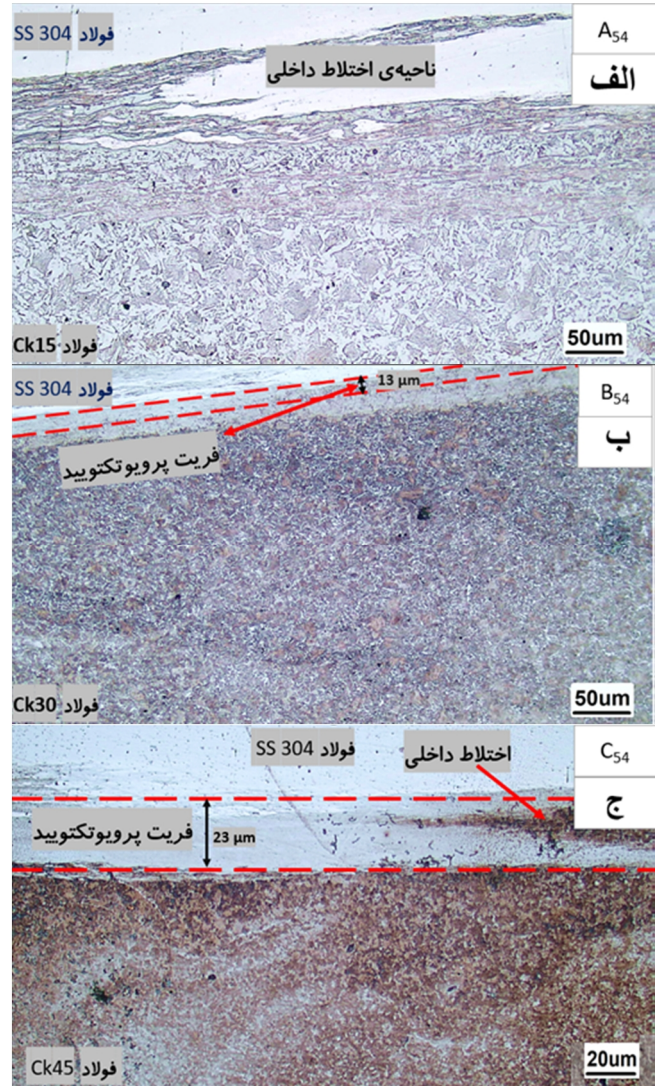 فولاد SS 304
A54
الف
ناحیه‌ی اختلاط داخلی
فولاد Ck15
50um
فولاد SS 304
13 µm
B54
ب
فریت پرویوتکتویید
فولاد Ck30
50um
فولاد SS 304
C54
ج
اختلاط داخلی
فریت پرویوتکتویید
23 µm
فولاد Ck45
20um